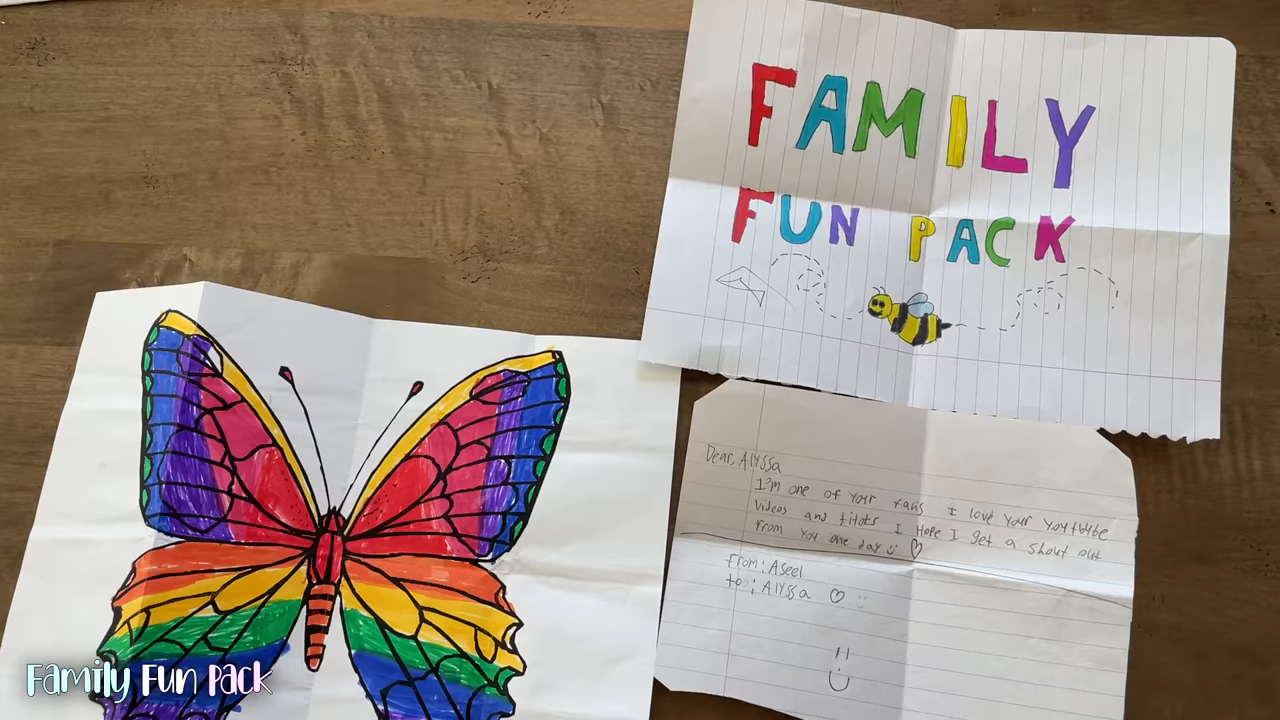 FAMILY
FUN PACK
Dear, Alyssa
I'm one of your fans I love your youtube
videos and titots I Hope I get a shout out
From you one day
From: Aseel
to: Alyssa
Family Fun Pack